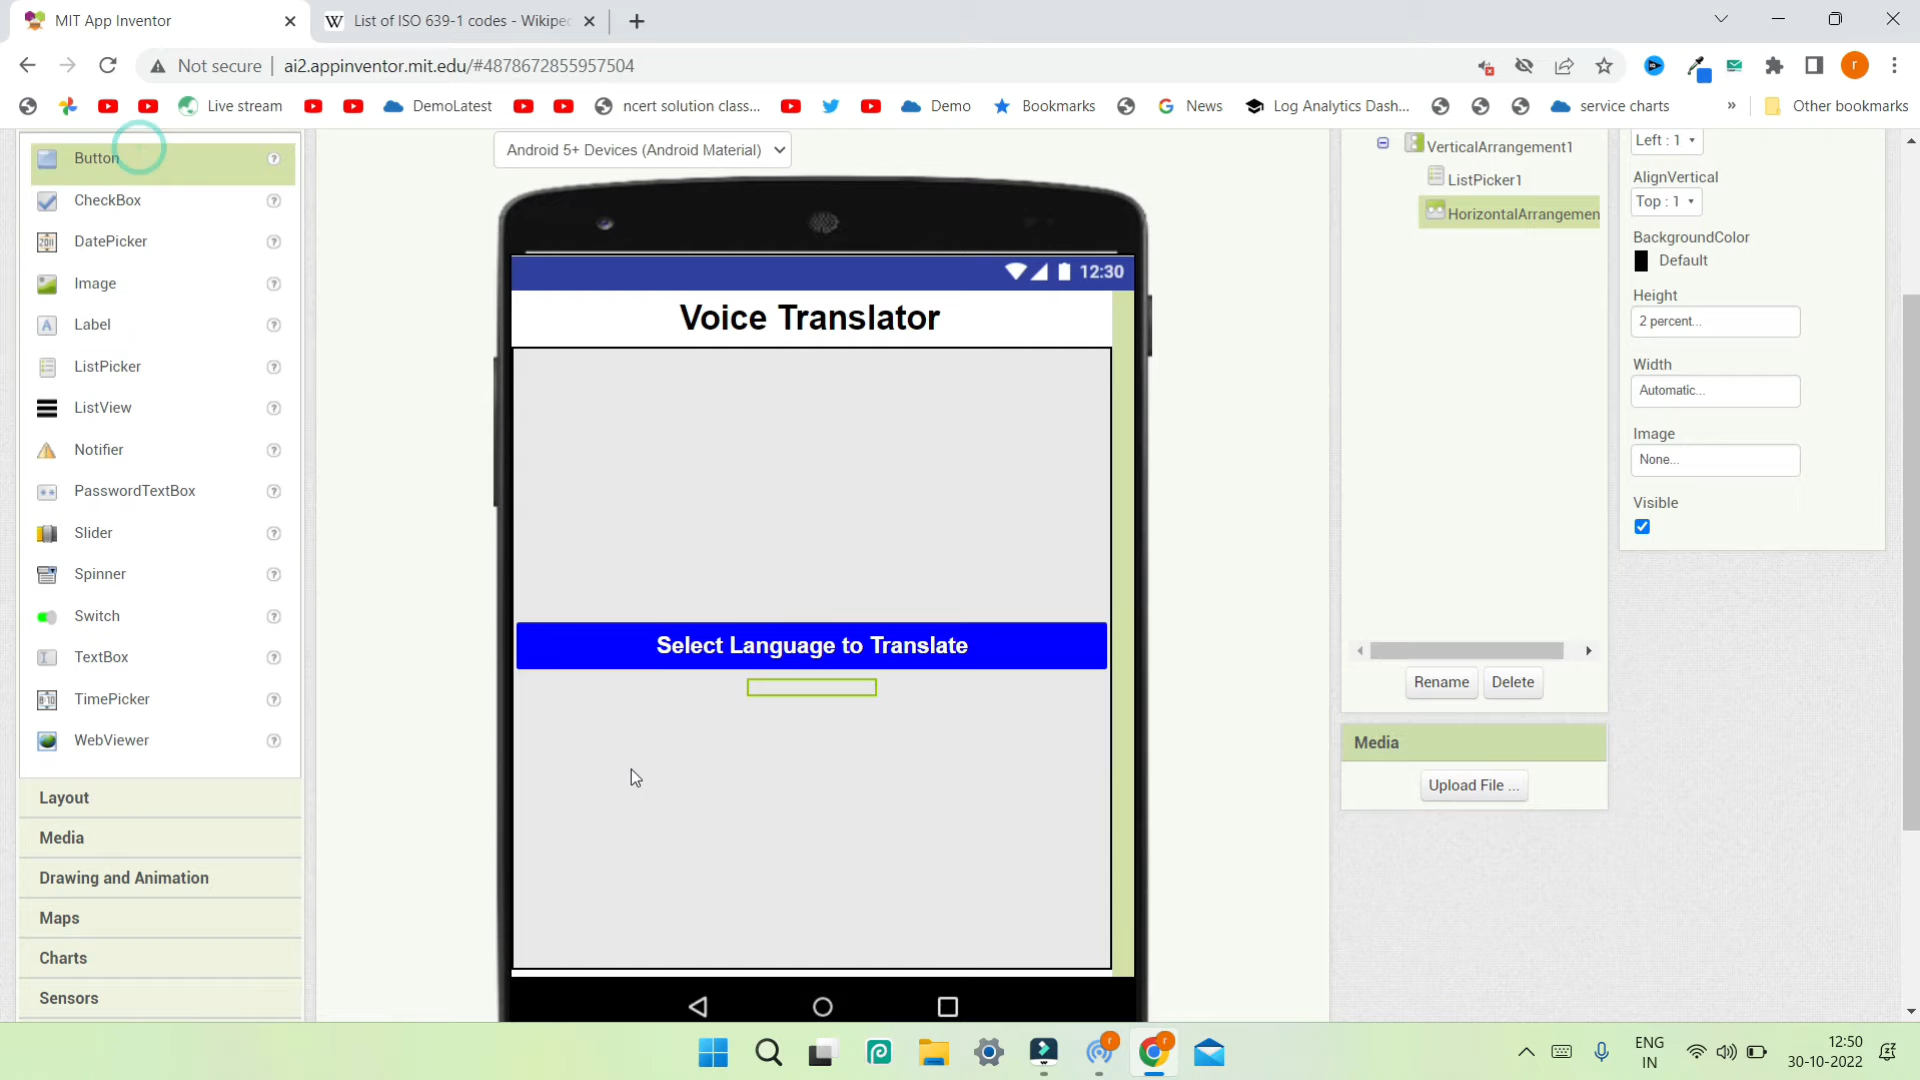 MIT App Inventor
List of ISO 639-1 codes - Wikipe
Not secure
ai2.appinventor.mit.edu/#4878672855957504
r
Live stream
DemoLatest
ncert solution class...
Demo
Bookmarks
News
Log Analytics Dash...
service charts
»
Other bookmarks
Button
CheckBox
DatePicker
Image
Label
ListPicker
ListView
Notifier
PasswordTextBox
Slider
Spinner
Switch
TextBox
TimePicker
WebViewer
Layout
Media
Drawing and Animation
Maps
Charts
Sensors
Android 5+ Devices (Android Material)
12:30
Voice Translator
Select Language to Translate
VerticalArrangement1
ListPicker1
HorizontalArrangemen
Rename
Delete
Media
Upload File ...
Left : 1
AlignVertical
Top : 1
BackgroundColor
Default
Height
2 percent...
Width
Automatic...
Image
None...
Visible
ENG
IN
12:50
30-10-2022